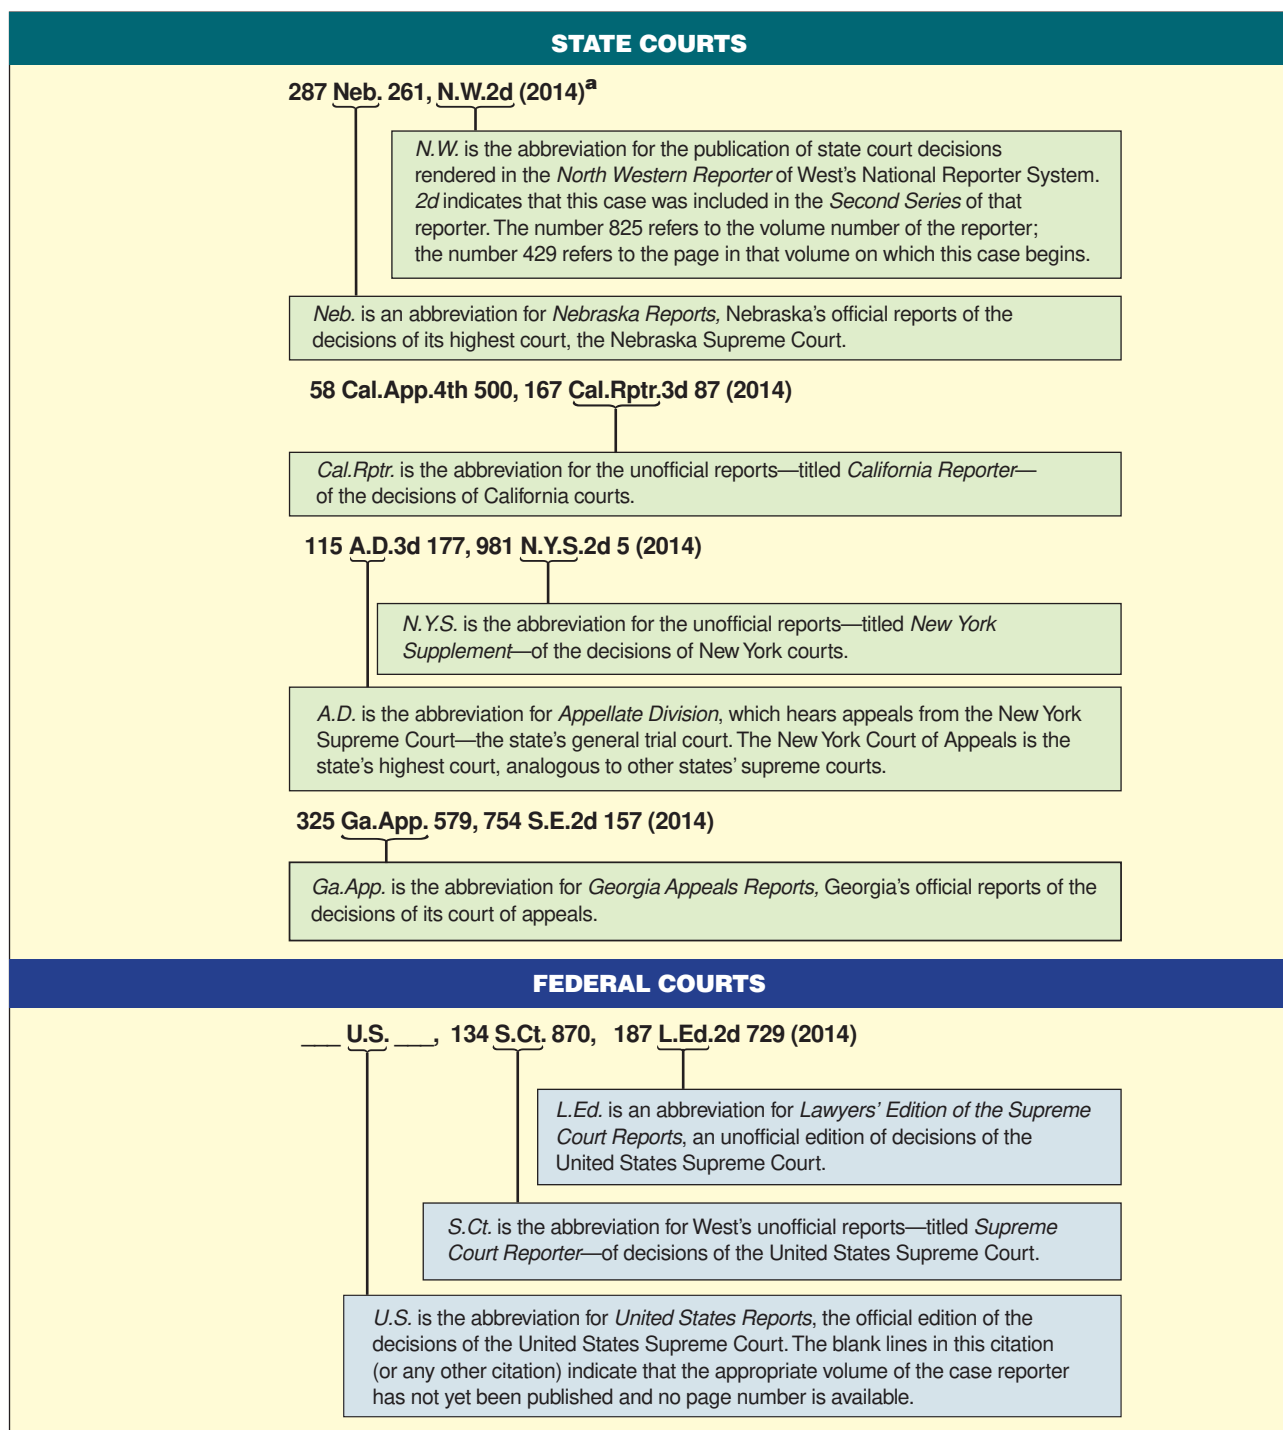 STATE COURTS
287 Neb. 261, N.W.2d (2014)a
N.W. is the abbreviation for the publication of state court decisions
rendered in the North Western Reporter of West's National Reporter System.
2d indicates that this case was included in the Second Series of that
reporter. The number 825 refers to the volume number of the reporter;
the number 429 refers to the page in that volume on which this case begins.
Neb. is an abbreviation for Nebraska Reports, Nebraska's official reports of the
decisions of its highest court, the Nebraska Supreme Court.
58 Cal.App.4th 500, 167 Cal.Rptr.3d 87 (2014)
Cal.Rptr. is the abbreviation for the unofficial reports—titled California Reporter—
of the decisions of California courts.
115 A.D.3d 177, 981 N.Y.S.2d 5 (2014)
N.Y.S. is the abbreviation for the unofficial reports—titled New York
Supplement—of the decisions of New York courts.
A.D. is the abbreviation for Appellate Division, which hears appeals from the New York
Supreme Court—the state's general trial court. The New York Court of Appeals is the
state's highest court, analogous to other states' supreme courts.
325 Ga.App. 579, 754 S.E.2d 157 (2014)
Ga.App. is the abbreviation for Georgia Appeals Reports, Georgia's official reports of the
decisions of its court of appeals.
FEDERAL COURTS
___ U.S. ___, 134 S.Ct. 870, 187 L.Ed.2d 729 (2014)
L.Ed. is an abbreviation for Lawyers' Edition of the Supreme
Court Reports, an unofficial edition of decisions of the
United States Supreme Court.
S.Ct. is the abbreviation for West's unofficial reports—titled Supreme
Court Reporter—of decisions of the United States Supreme Court.
U.S. is the abbreviation for United States Reports, the official edition of the
decisions of the United States Supreme Court. The blank lines in this citation
(or any other citation) indicate that the appropriate volume of the case reporter
has not yet been published and no page number is available.